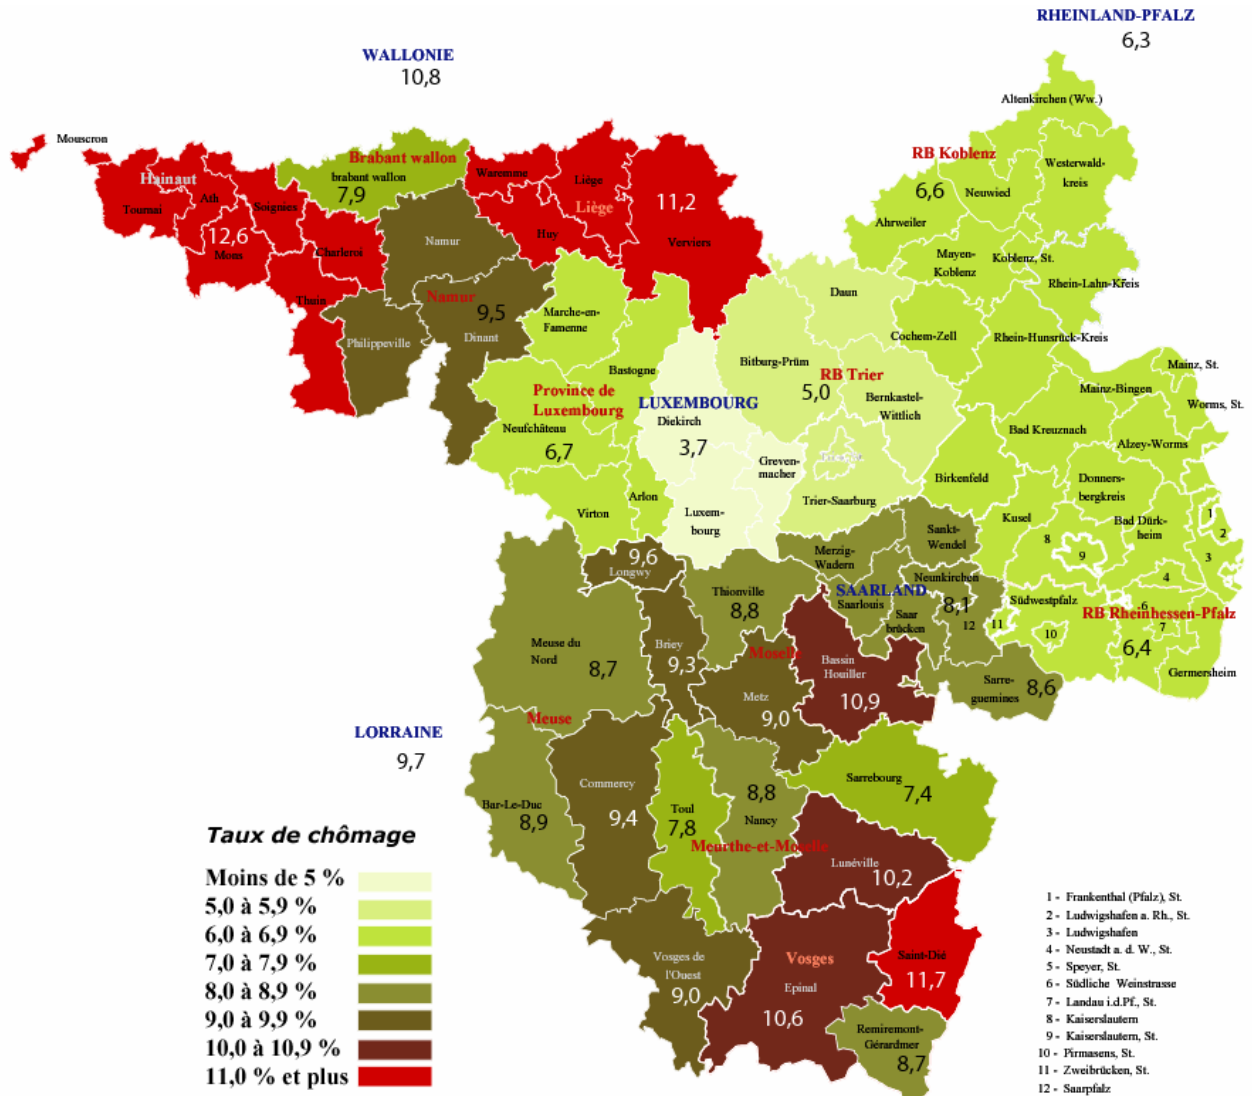 RHEINLAND-PFALZ
6,3
WALLONIE
10,8
Altenkirchen (Ww.)
Mouscron
Brabant wallon
brabant wallon
7,9
Hainaut
Tournai
Ath
Soignies
12,6
Mons
Charleroi
Thuin
Waremme
Liége
Liège
Huy
11,2
Verviers
Namur
Namur
9,5
Dinant
Philippeville
RB Koblenz
6,6
Neuwied
Westerwald-
kreis
Ahrweiler
Mayen-
Koblenz
Koblenz, St.
Rhein-Lahn-Kreis
Daun
Cochem-Zell
Rhein-Hunsrück-Kreis
Marche-en-
Famenne
Bastogne
Bitburg-Prüm
RB Trier
5,0
Bernkastel-
Wittlich
Mainz, St.
Mainz-Bingen
Worms, St.
Province de
Luxembourg
Neufchâteau
6,7
LUXEMBOURG
Diekirch
3,7
Greven-
macher
Bad Kreuznach
Alzey-Worms
Birkenfeld
Donners-
bergkreis
Trier-Saarburg
Arlon
Virton
Luxem-
bourg
Kusel
Bad Dürk-
heim
1
2
3
4
8
9
Merzig-
Wadern
Sankt-
Wendel
9,6
Longwy
Thionville
8,8
SAARLAND
Saarlouis
Neunkirchen
8,1
12
11
Saar
brücken
Südwestpfalz
10
RB Rheinhessen-Pfalz
6
7
6,4
Germersheim
Meuse du
Nord
8,7
Briey
9,3
Moselle
Metz
9,0
Bassin
Houiller
10,9
Sarre-
guemines
8,6
Meuse
LORRAINE
9,7
Commercy
9,4
Bar-Le-Duc
8,9
Toul
7,8
8,8
Nancy
Sarrebourg
7,4
Meurthe-et-Moselle
Lunéville
10,2
Vosges de
l'Ouest
9,0
Vosges
Epinal
10,6
Saint-Dié
11,7
Remiremont-
Gérardmer
8,7
Taux de chômage
Moins de 5 %
5,0 à 5,9 %
6,0 à 6,9 %
7,0 à 7,9 %
8,0 à 8,9 %
9,0 à 9,9 %
10,0 à 10,9 %
11,0 % et plus
1 - Frankenthal (Pfalz), St.
2 - Ludwigshafen a. Rh., St.
3 - Ludwigshafen
4 - Neustadt a. d. W., St.
5 - Speyer, St.
6 - Südliche Weinstrasse
7 - Landau i.d.Pf., St.
8 - Kaiserslautern
9 - Kaiserslautern, St.
10 - Pirmasens, St.
11 - Zweibrücken, St.
12 - Saarpfalz